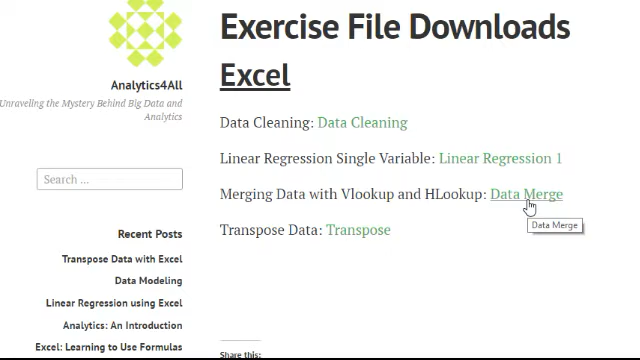 Exercise File Downloads
Excel
Data Cleaning: Data Cleaning
Linear Regression Single Variable: Linear Regression 1
Merging Data with Vlookup and HLookup: Data Merge
Data Merge
Transpose Data: Transpose
Share this:
Analytics4All
Unraveling the Mystery Behind Big Data and
Analytics
Search ...
Recent Posts
Transpose Data with Excel
Data Modeling
Linear Regression using Excel
Analytics: An Introduction
Excel: Learning to Use Formulas